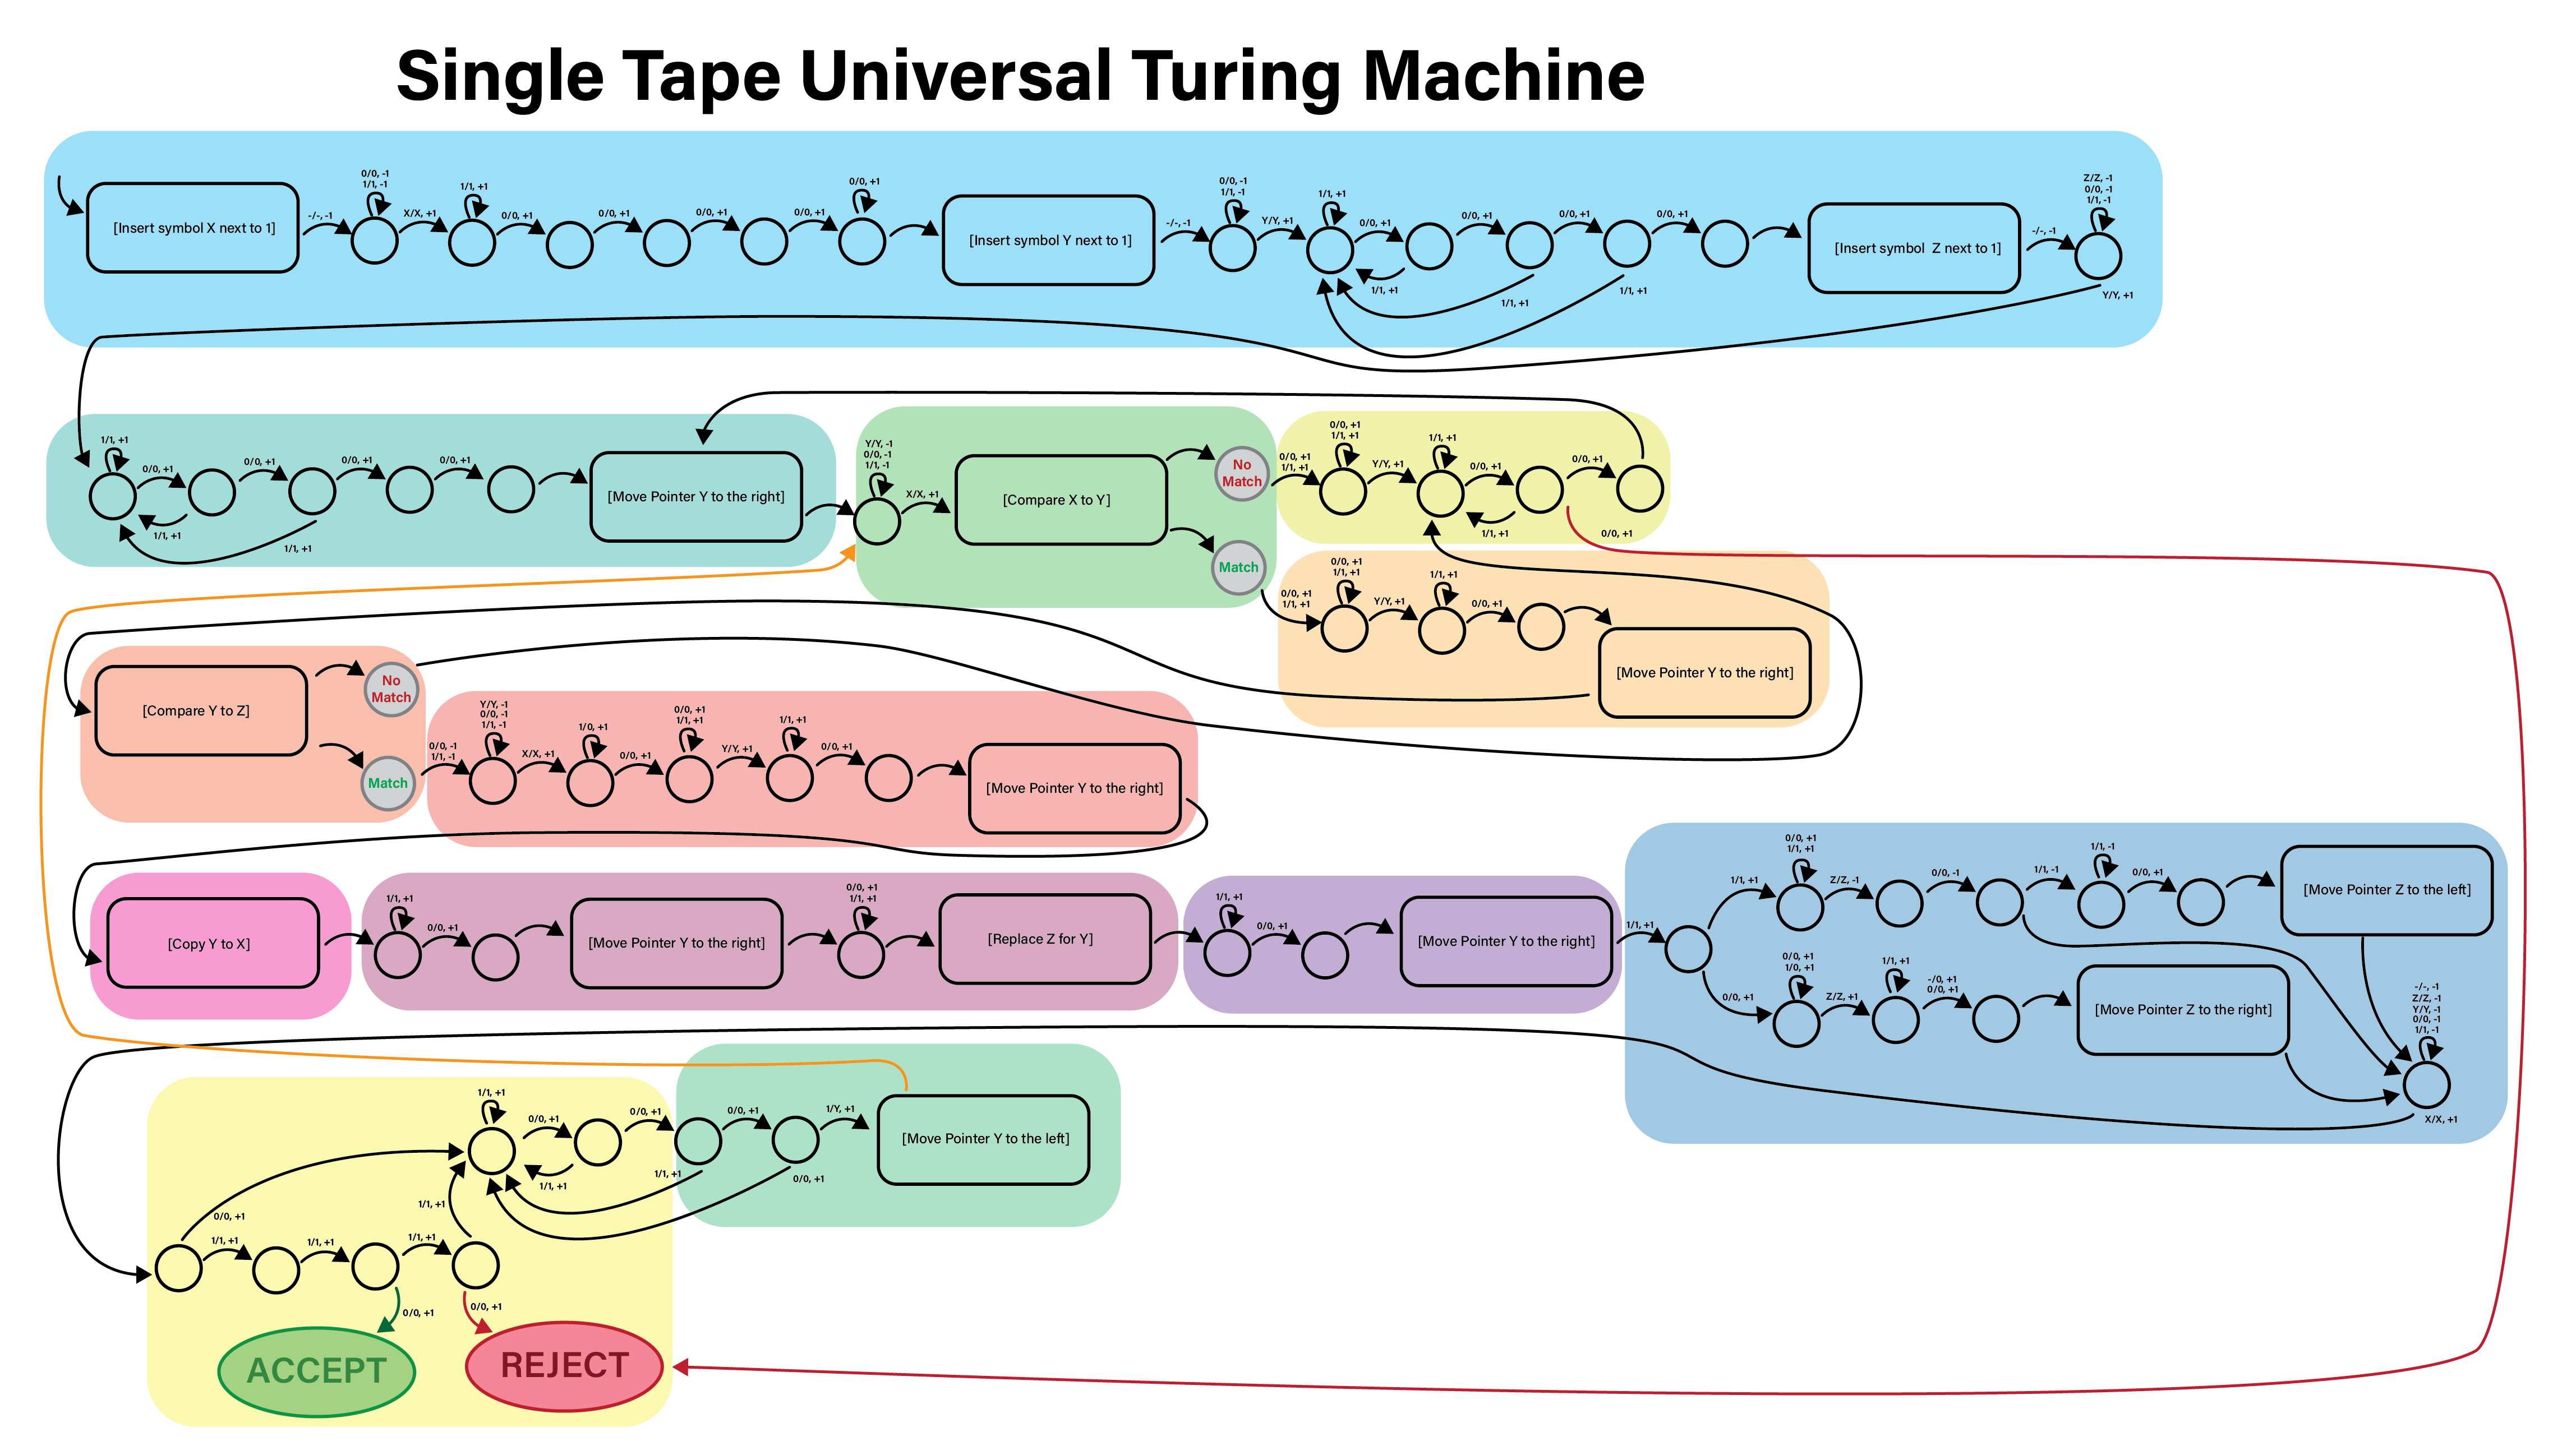 Single Tape Universal Turing Machine
[Insert symbol X next to 1]
-/-, -1
0/0, -1
1/1, -1
X/X, +1
1/1, +1
0/0, +1
0/0, +1
0/0, +1
0/0, +1
0/0, +1
[Insert symbol Y next to 1]
-/-, -1
0/0, -1
1/1, -1
Y/Y, +1
1/1, +1
0/0, +1
1/1, +1
0/0, +1
1/1, +1
0/0, +1
1/1, +1
0/0, +1
[Insert symbol Z next to 1]
-/-, -1
Z/Z, -1
0/0, -1
1/1, -1
Y/Y, +1
1/1, +1
0/0, +1
1/1, +1
0/0, +1
1/1, +1
0/0, +1
0/0, +1
[Move Pointer Y to the right]
Y/Y, -1
0/0, -1
1/1, -1
X/X, +1
[Compare X to Y]
No
Match
Match
0/0, +1
1/1, +1
0/0, +1
1/1, +1
Y/Y, +1
1/1, +1
0/0, +1
1/1, +1
0/0, +1
0/0, +1
0/0, +1
1/1, +1
0/0, +1
1/1, +1
Y/Y, +1
1/1, +1
0/0, +1
[Move Pointer Y to the right]
[Compare Y to Z]
No
Match
Match
0/0, -1
1/1, -1
Y/Y, -1
0/0, -1
1/1, -1
X/X, +1
1/0, +1
0/0, +1
0/0, +1
1/1, +1
Y/Y, +1
1/1, +1
0/0, +1
[Move Pointer Y to the right]
[Copy Y to X]
1/1, +1
0/0, +1
[Move Pointer Y to the right]
0/0, +1
1/1, +1
[Replace Z for Y]
1/1, +1
0/0, +1
[Move Pointer Y to the right]
1/1, +1
1/1, +1
0/0, +1
1/1, +1
Z/Z, -1
0/0, -1
1/1, -1
1/1, -1
0/0, +1
[Move Pointer Z to the left]
0/0, +1
0/0, +1
1/0, +1
Z/Z, +1
1/1, +1
-/0, +1
0/0, +1
[Move Pointer Z to the right]
-/-, -1
Z/Z, -1
Y/Y, -1
0/0, -1
1/1, -1
X/X, +1
1/1, +1
0/0, +1
1/1, +1
0/0, +1
1/1, +1
0/0, +1
0/0, +1
1/Y, +1
[Move Pointer Y to the left]
0/0, +1
1/1, +1
1/1, +1
1/1, +1
1/1, +1
0/0, +1
0/0, +1
ACCEPT
REJECT